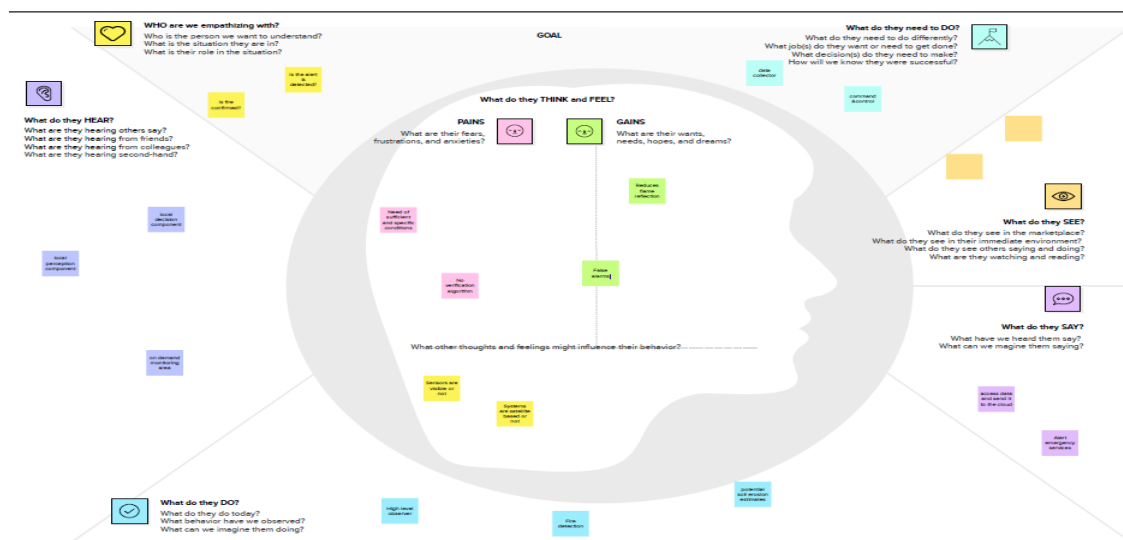 WHO are we empathizing with?
Who is the person we want to understand?
What is the situation they are in?
What is their role in the situation?
Is the alert
is
detected?
Is the
confirmed?
GOAL
What do they need to DO?
What do they need to do differently?
What job(s) do they want or need to get done?
What decision(s) do they need to make?
How will we know they were successful?
data
collector
command
&control
What do they HEAR?
What are they hearing others say?
What are they hearing from friends?
What are they hearing from colleagues?
What are they hearing second-hand?
local
decision
component
local
perception
component
on demand
monitoring
area
What do they THINK and FEEL?
PAINS
What are their fears,
frustrations, and anxieties?
Need of
sufficient
and specific
conditions
No
verification
algorithm
GAINS
What are their wants,
needs, hopes, and dreams?
Reduces
flame
reflection
False
alarms
What other thoughts and feelings might influence their behavior?
Sensors are
visible or
not
Systems
are satellite
based or
not
What do they SEE?
What do they see in the marketplace?
What do they see in their immediate environment?
What do they see others saying and doing?
What are they watching and reading?
What do they SAY?
What have we heard them say?
What can we magine them saying?
access data
and send it
to the cloud
Alert
emergency
services
What do they DO?
What do they do today?
What behavior have we observed?
What can we imagine them doing?
High level
observer
Fire
detection
potential
soil erosion
estimates